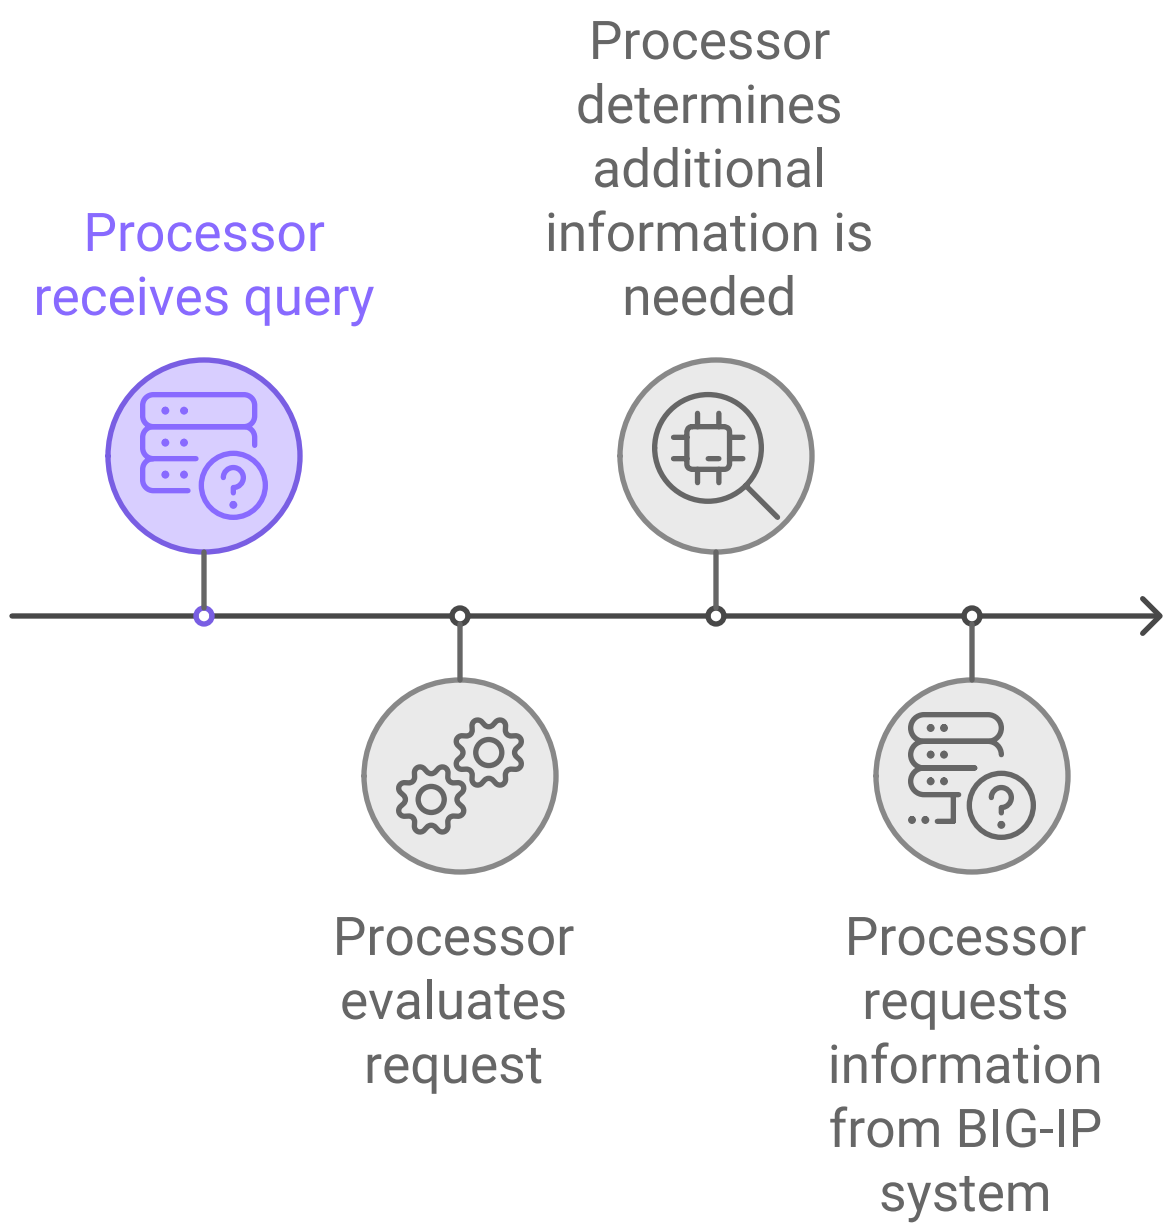 Processor
receives query
Processor
evaluates
request
Processor
determines
additional
information is
needed
Processor
requests
information
from BIG-IP
system